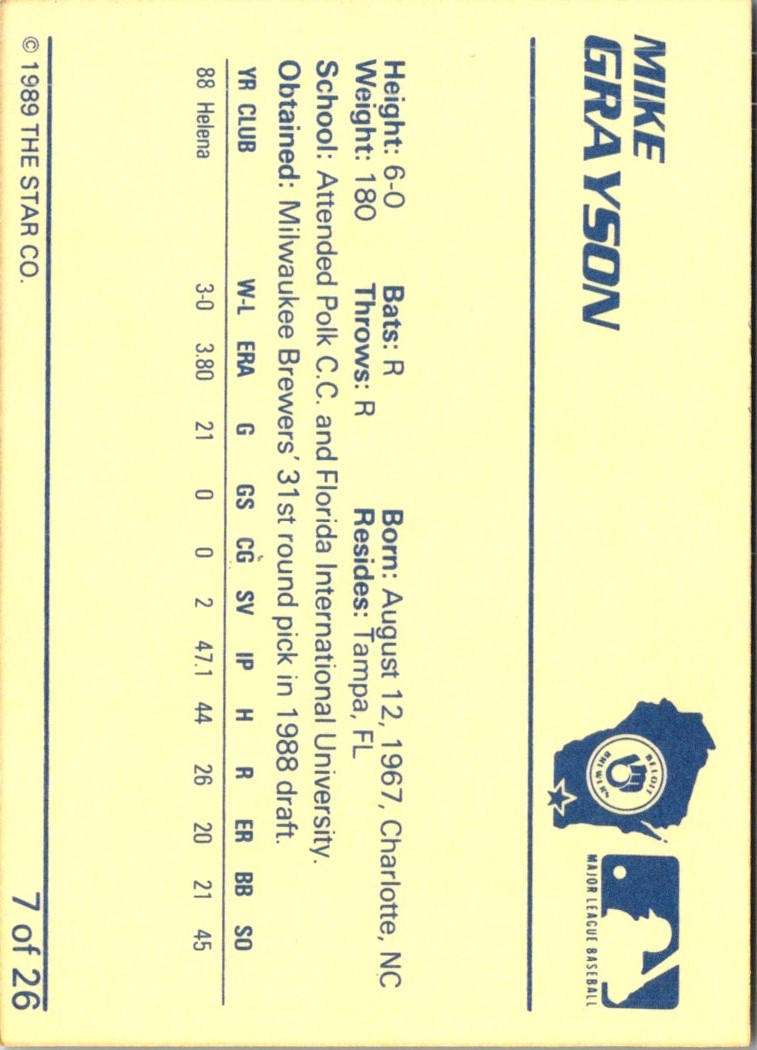 MIKE
GRAYSON
BELOIT
BREWERS
MAJOR LEAGUE BASEBALL
Height: 6-0 Bats: R Born: August 12, 1967, Charlotte, NC
Weight: 180 Throws: R Resides: Tampa, FL
School: Attended Polk C.C. and Florida International University.
Obtained: Milwaukee Brewers' 31st round pick in 1988 draft.
YR CLUB W-L ERA G GS CG SV IP H R ER BB SO
88 Helena 3-0 3.80 21 0 0 2 47.1 44 26 20 21 45
© 1989 THE STAR CO. 7 of 26